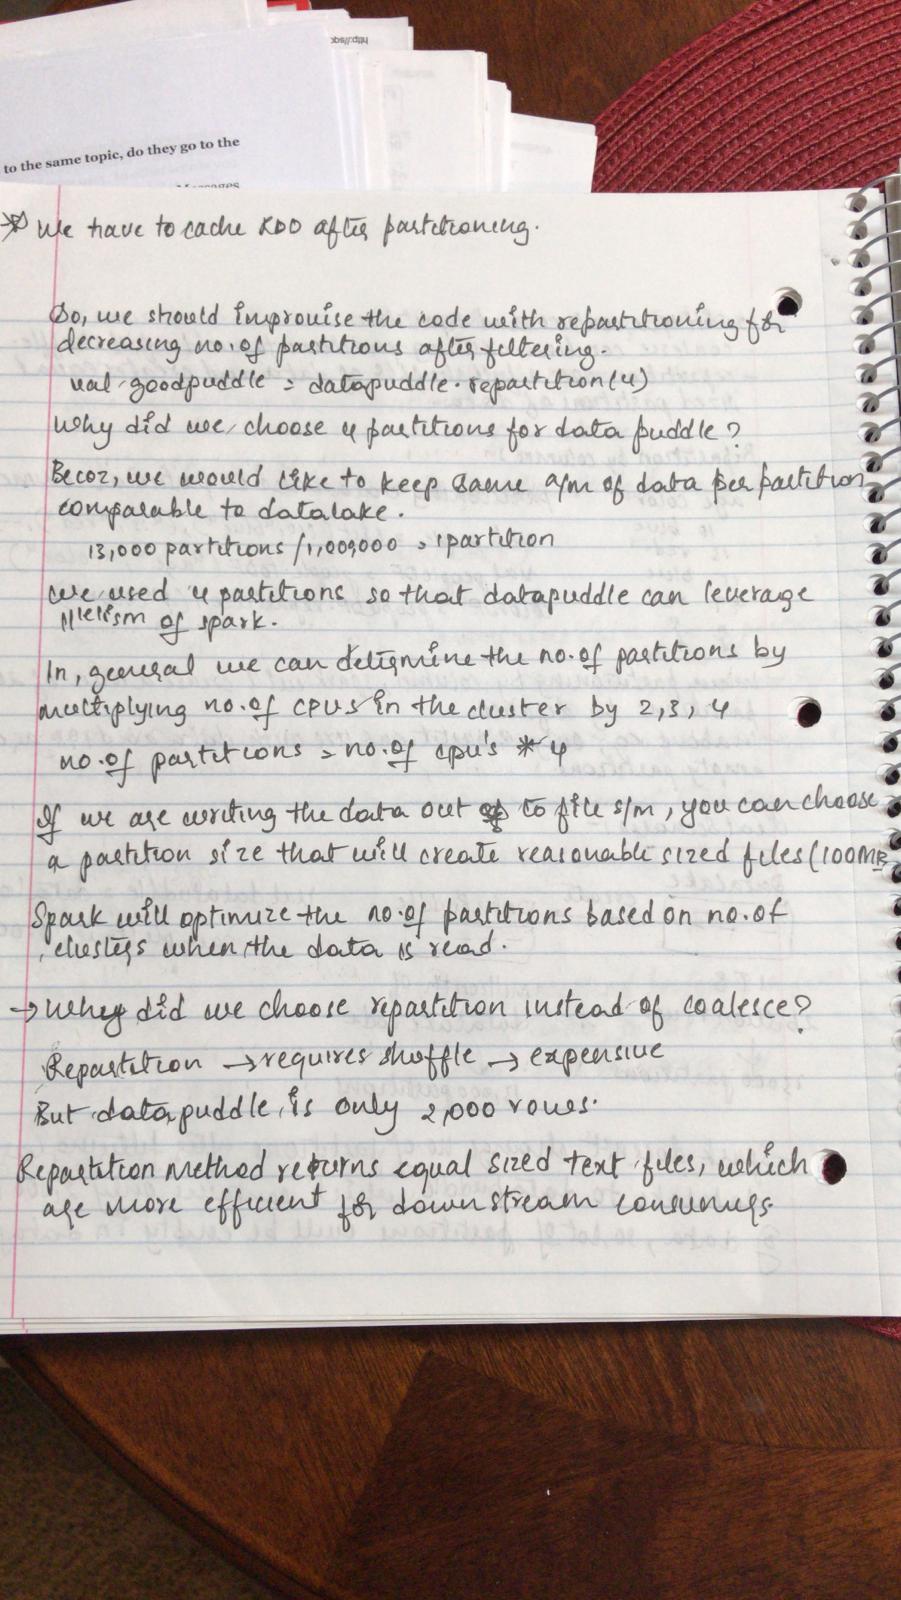 http://sqs
to the same topic, do they go to the
Messages
* We have to cache RDD after partitioning.
So, we should improvise the code with repartitioning for
decreasing no. of partitions after filtering.
val goodpuddle = datapuddle.repartition(4)
Why did we choose 4 partitions for data puddle?
Becoz, we would like to keep same a/m of data per partition
comparable to datalake.
13,000 partitions / 1,000,000 = 1 partition
We used 4 partitions so that datapuddle can leverage
||lelism of spark.
In, general we can determine the no. of partitions by
multiplying no. of CPUS in the cluster by 2, 3, 4
no. of partitions = no. of cpu's * 4
If we are writing the data out to file s/m, you can choose
a partition size that will create reasonable sized files (100MB
Spark will optimize the no. of partitions based on no. of
clusters when the data is read.
→ Why did we choose repartition instead of coalesce?
Repartition → requires shuffle → expensive
But data puddle is only 2,000 rows.
Repartition method returns equal sized text files, which
are more efficient for downstream consumers.